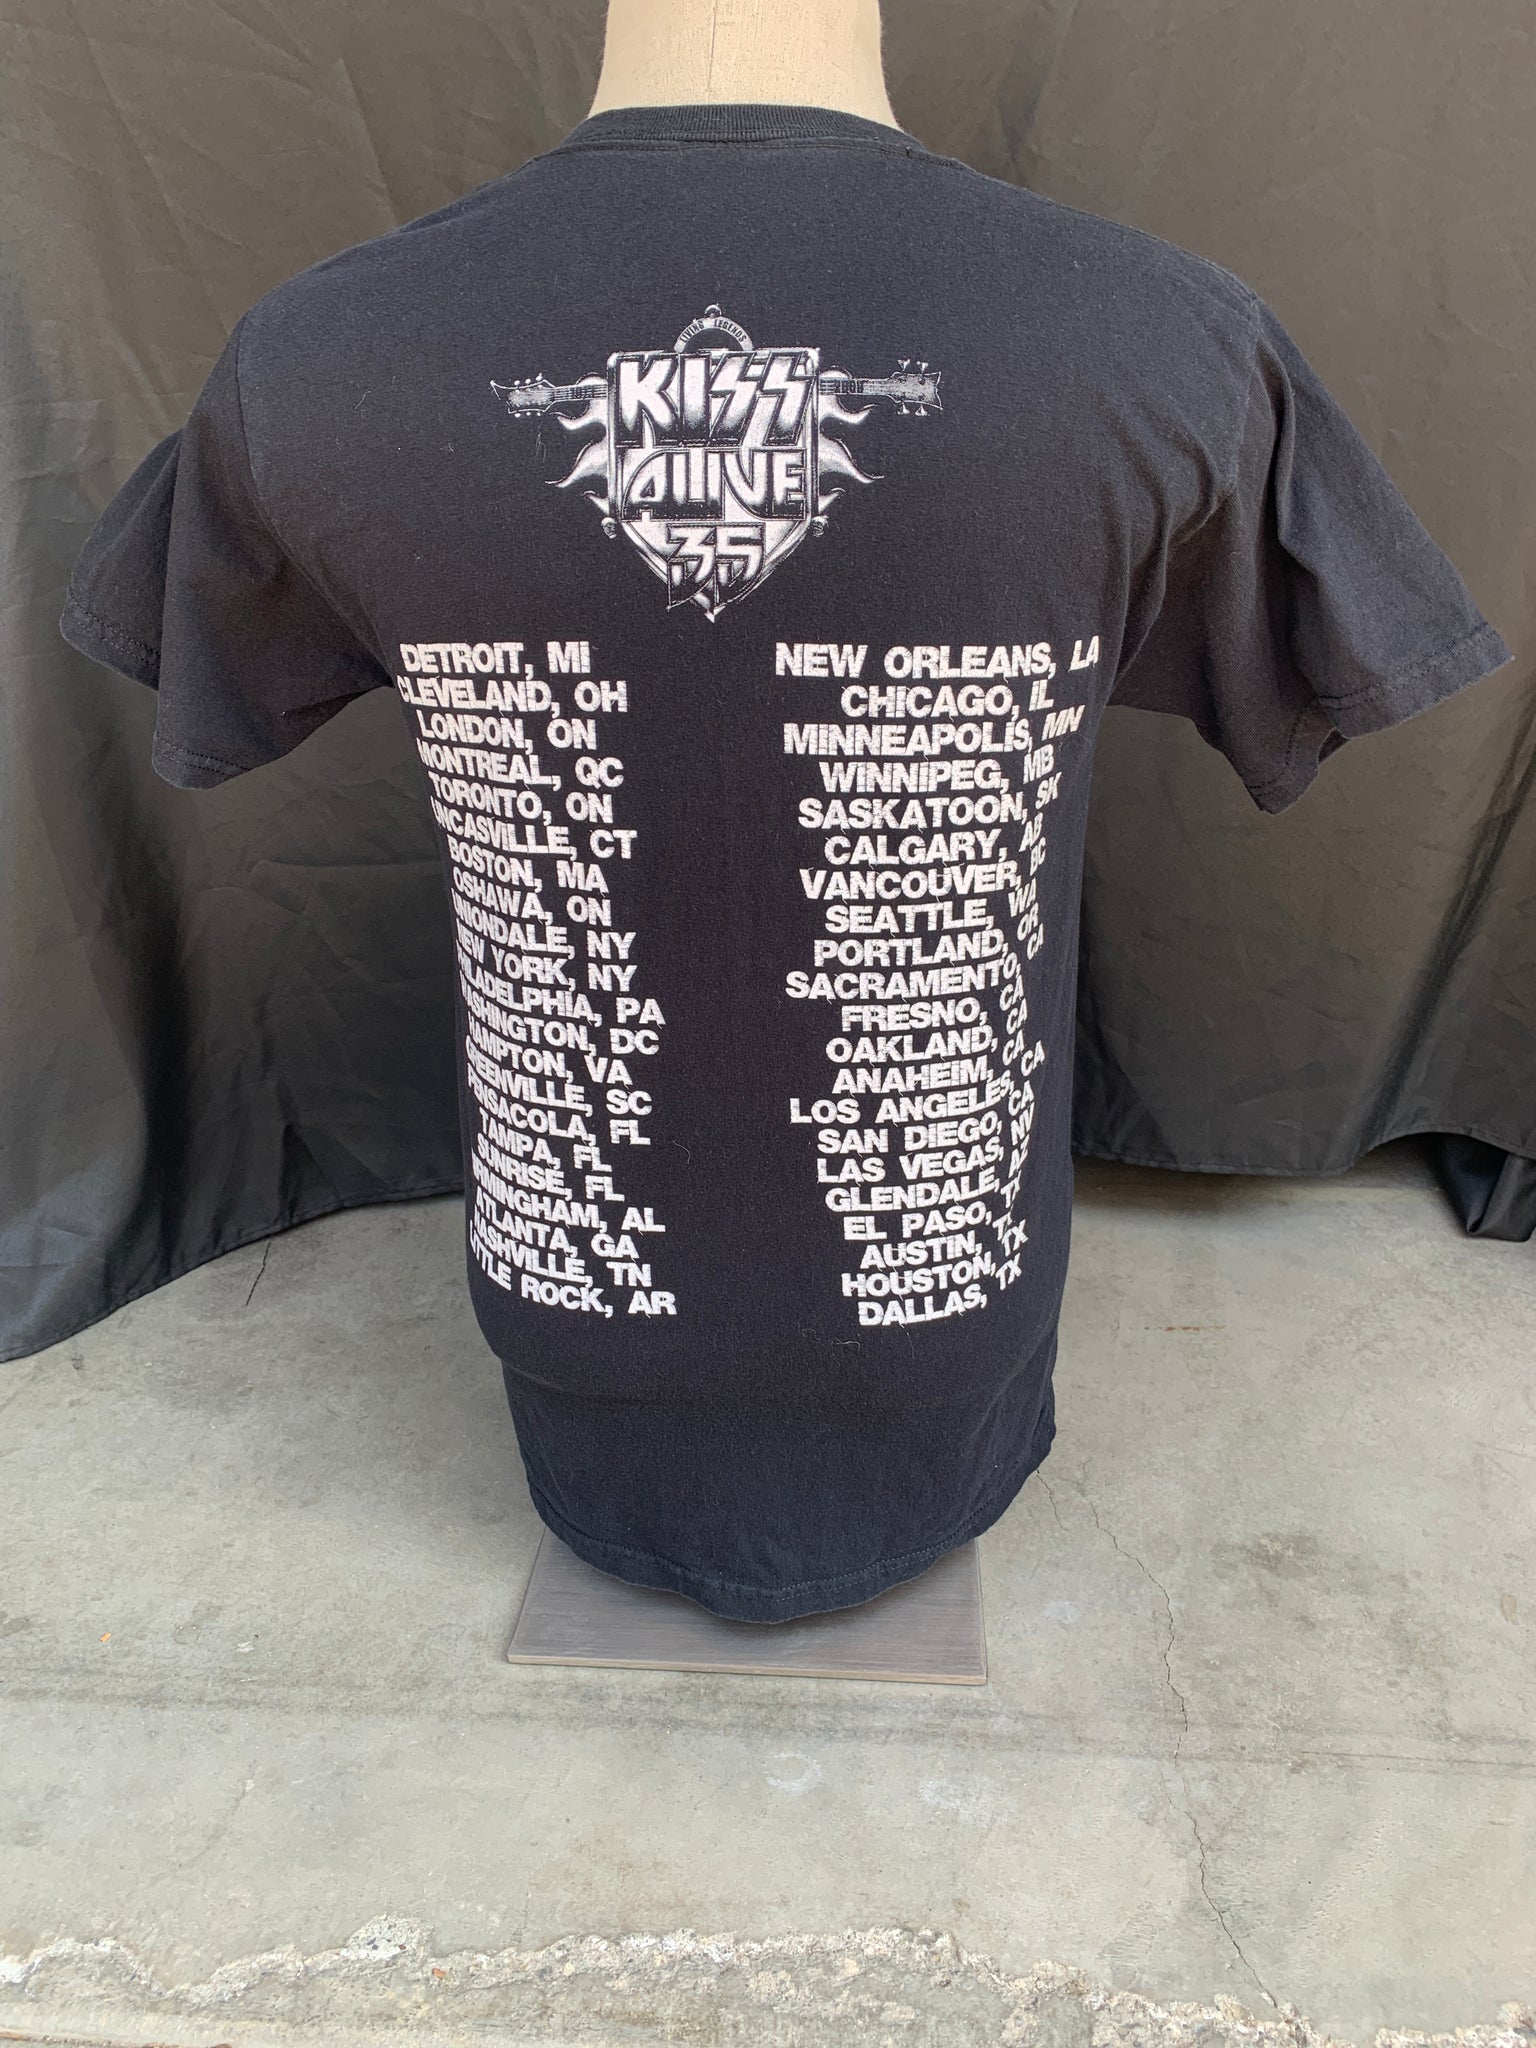 LIVING LEGENDS
KISS
ALIVE
35
DETROIT, MI
CLEVELAND, OH
LONDON, ON
MONTREAL, QC
TORONTO, ON
UNCASVILLE, CT
BOSTON, MA
OSHAWA, ON
UNIONDALE, NY
NEW YORK, NY
PHILADELPHIA, PA
WASHINGTON, DC
HAMPTON, VA
GREENVILLE, SC
PENSACOLA, FL
TAMPA, FL
SUNRISE, FL
BIRMINGHAM, AL
ATLANTA, GA
NASHVILLE, TN
LITTLE ROCK, AR
NEW ORLEANS, LA
CHICAGO, IL
MINNEAPOLIS, MN
WINNIPEG, MB
SASKATOON, SK
CALGARY, AB
VANCOUVER, BC
SEATTLE, WA
PORTLAND, OR
SACRAMENTO, CA
FRESNO, CA
OAKLAND, CA
ANAHEIM, CA
LOS ANGELES, CA
SAN DIEGO, CA
LAS VEGAS, NV
GLENDALE, AZ
EL PASO, TX
AUSTIN, TX
HOUSTON, TX
DALLAS, TX